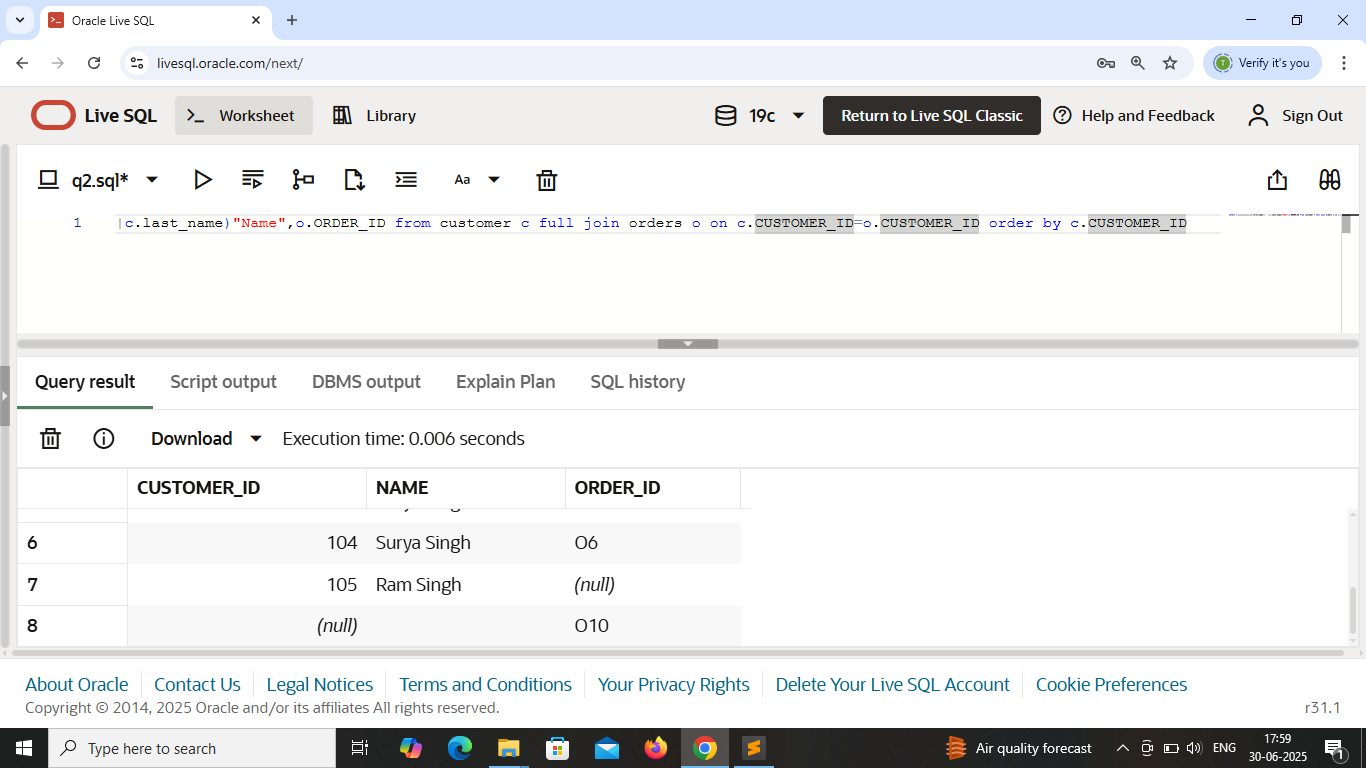 Oracle Live SQL
livesql.oracle.com/next/
T
Verify it's you
Live SQL
Worksheet
Library
19c
Return to Live SQL Classic
Help and Feedback
Sign Out
q2.sql*
Aa
1 |c.last_name)"Name",o.ORDER_ID from customer c full join orders o on c.CUSTOMER_ID=o.CUSTOMER_ID order by c.CUSTOMER_ID
Query result
Script output
DBMS output
Explain Plan
SQL history
Download
Execution time: 0.006 seconds
CUSTOMER_ID NAME ORDER_ID
6 104 Surya Singh O6
7 105 Ram Singh (null)
8 (null) O10
About Oracle
Contact Us
Legal Notices
Terms and Conditions
Your Privacy Rights
Delete Your Live SQL Account
Cookie Preferences
Copyright © 2014, 2025 Oracle and/or its affiliates All rights reserved.
r31.1
Type here to search
Air quality forecast
ENG
17:59
30-06-2025
1